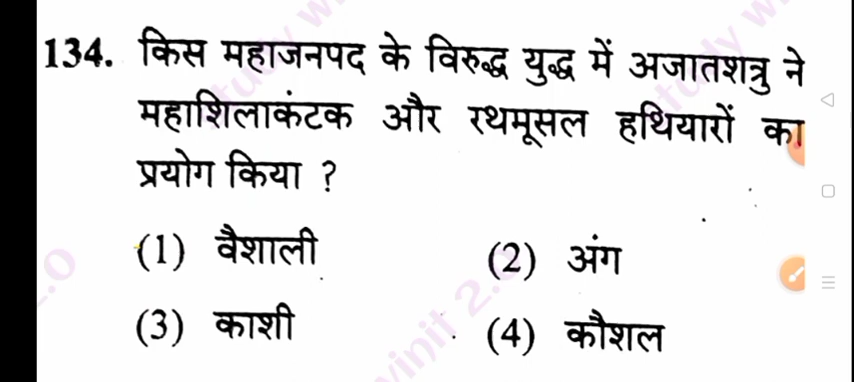 134. किस महाजनपद के विरुद्ध युद्ध में अजातशत्रु ने
महाशिलाकंटक और रथमूसल हथियारों का
प्रयोग किया ?
(1) वैशाली (2) अंग
(3) काशी (4) कौशल